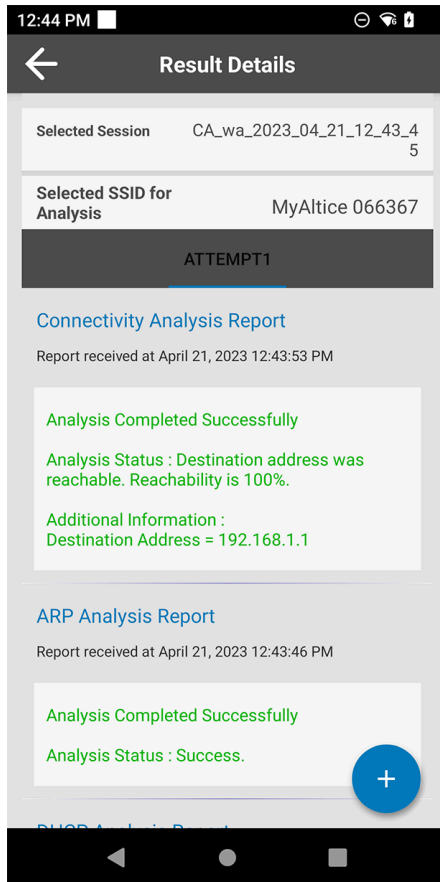 12:44 PM
Result Details
Selected Session
CA_wa_2023_04_21_12_43_4
5
Selected SSID for
Analysis
MyAltice 066367
ATTEMPT1
Connectivity Analysis Report
Report received at April 21, 2023 12:43:53 PM
Analysis Completed Successfully
Analysis Status : Destination address was
reachable. Reachability is 100%.
Additional Information :
Destination Address = 192.168.1.1
ARP Analysis Report
Report received at April 21, 2023 12:43:46 PM
Analysis Completed Successfully
Analysis Status : Success.
+
DHCP Analysis Report